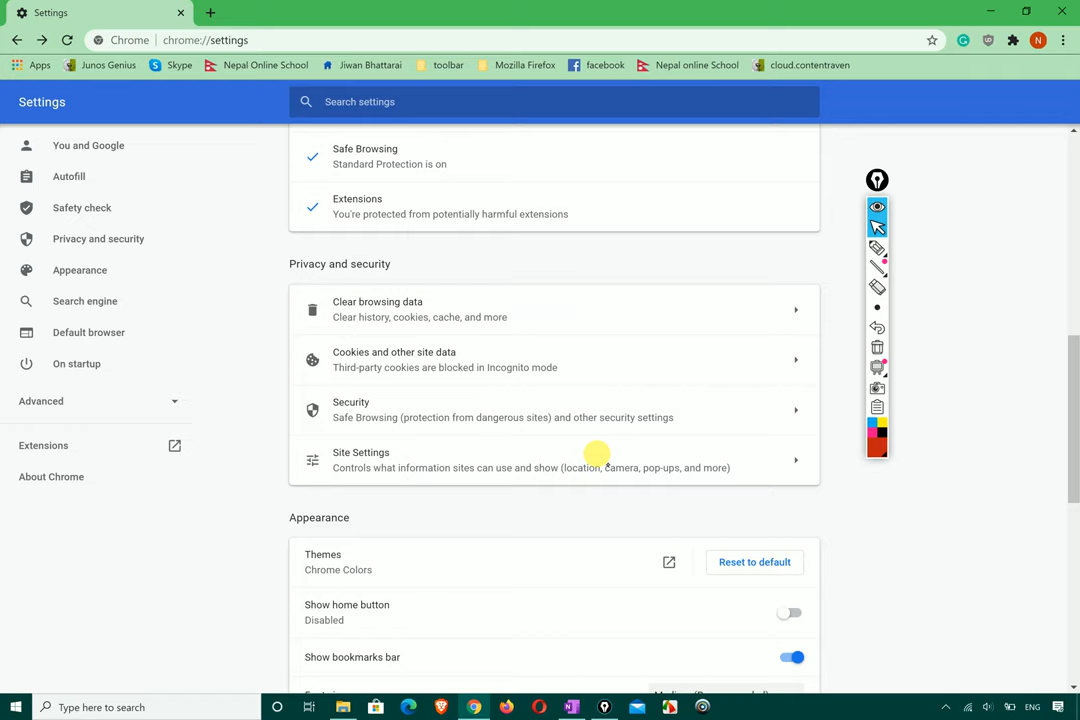 Settings
Chrome
chrome://settings
N
Apps
Junos Genius
Skype
Nepal Online School
Jiwan Bhattarai
toolbar
Mozilla Firefox
facebook
Nepal online School
cloud.contentraven
Settings
Search settings
You and Google
Autofill
Safety check
Privacy and security
Appearance
Search engine
Default browser
On startup
Advanced
Extensions
About Chrome
Safe Browsing
Standard Protection is on
Extensions
You're protected from potentially harmful extensions
Privacy and security
Clear browsing data
Clear history, cookies, cache, and more
Cookies and other site data
Third-party cookies are blocked in Incognito mode
Security
Safe Browsing (protection from dangerous sites) and other security settings
Site Settings
Controls what information sites can use and show (location, camera, pop-ups, and more)
Appearance
Themes
Chrome Colors
Reset to default
Show home button
Disabled
Show bookmarks bar
Type here to search
ENG